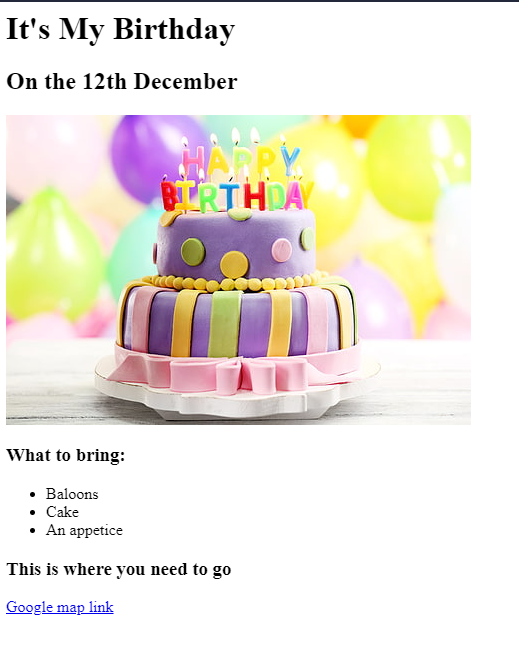 It's My Birthday
On the 12th December
HAPPY
BIRTHDAY
What to bring:
Baloons
Cake
An appetice
This is where you need to go
Google map link